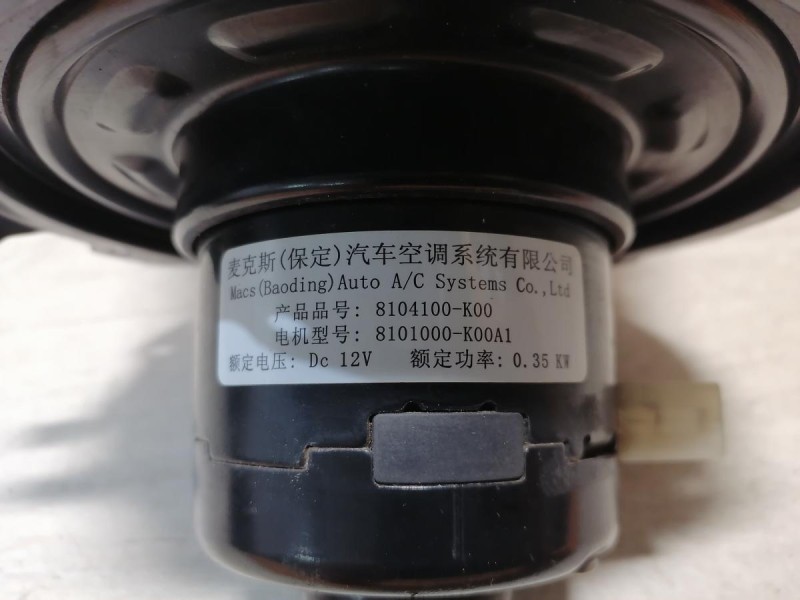 麦克斯(保定)汽车空调系统有限公司
Macs(Baoding)Auto A/C Systems Co.,Ltd
产品品号: 8104100-K00
电机型号: 8101000-K00A1
额定电压: Dc 12V 额定功率: 0.35 KW